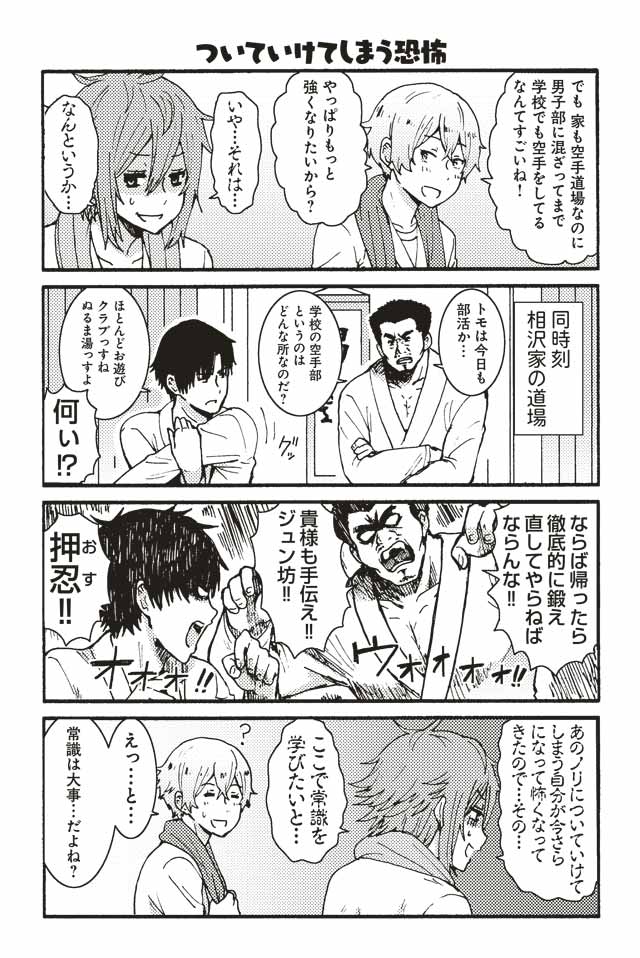 ついていけてしまう恐怖
でも 家も空手道場なのに
男子部に混ざってまで
学校でも空手をしてる
なんてすごいね！
やっぱりもっと
強くなりたいから？
いや…それは…
なんというか…
同時刻
相沢家の道場
トモは今日も
部活か…
学校の空手部
というのは
どんな所なのだ？
グッ
ほとんどお遊び
クラブっすね
ぬるま湯っすよ
何ぃ!?
ならば帰ったら
徹底的に鍛え
直してやらねば
ならんな!!
貴様も手伝え!!
ジュン坊!!
ウオォォォ!!
押忍!!
おす
オオォォ!!
あのノリについていけて
しまう自分が今さら
になって怖くなって
きたので…その…
ここで常識を
学びたいと…
?
えっ…と…
常識は大事…だよね？